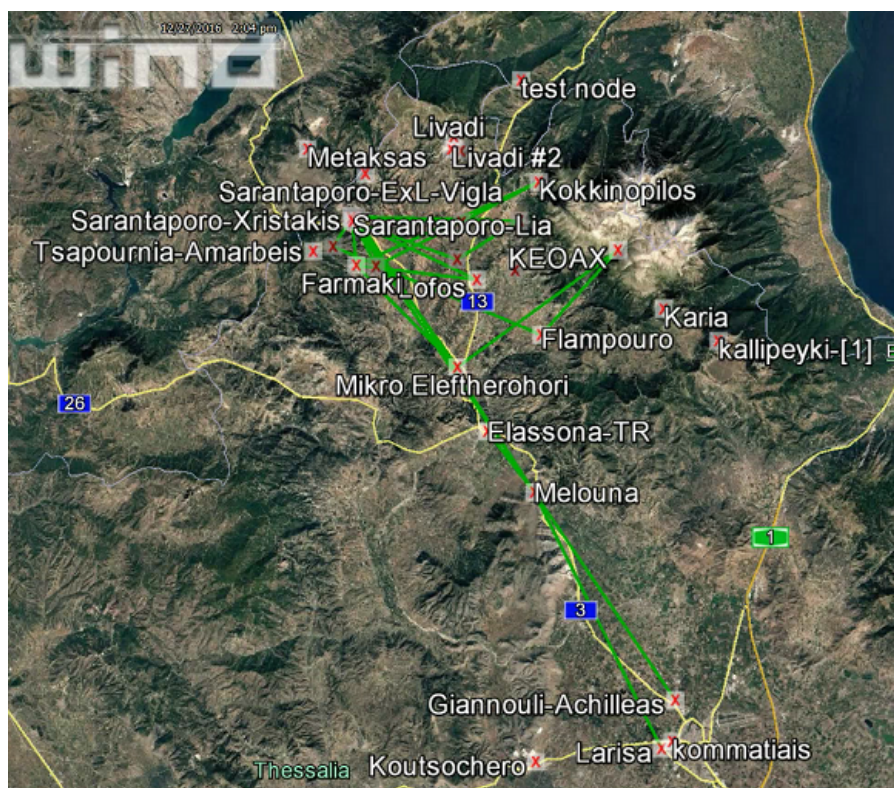 12/27/2016 2:04 pm
wind
test node
Livadi
Metaksas
Livadi #2
Sarantaporo-ExL-Vigla
Kokkinopilos
Sarantaporo-Xristakis
Sarantaporo-Lia
Tsapournia-Amarbeis
KEOAX
Farmaki
Lofos
13
Karia
Flampouro
kallipeyki-[1]
E
Mikro Eleftherohori
26
Elassona-TR
Melouna
1
3
Giannouli-Achilleas
Larisa
kommatiais
Koutsochero
Thessalia